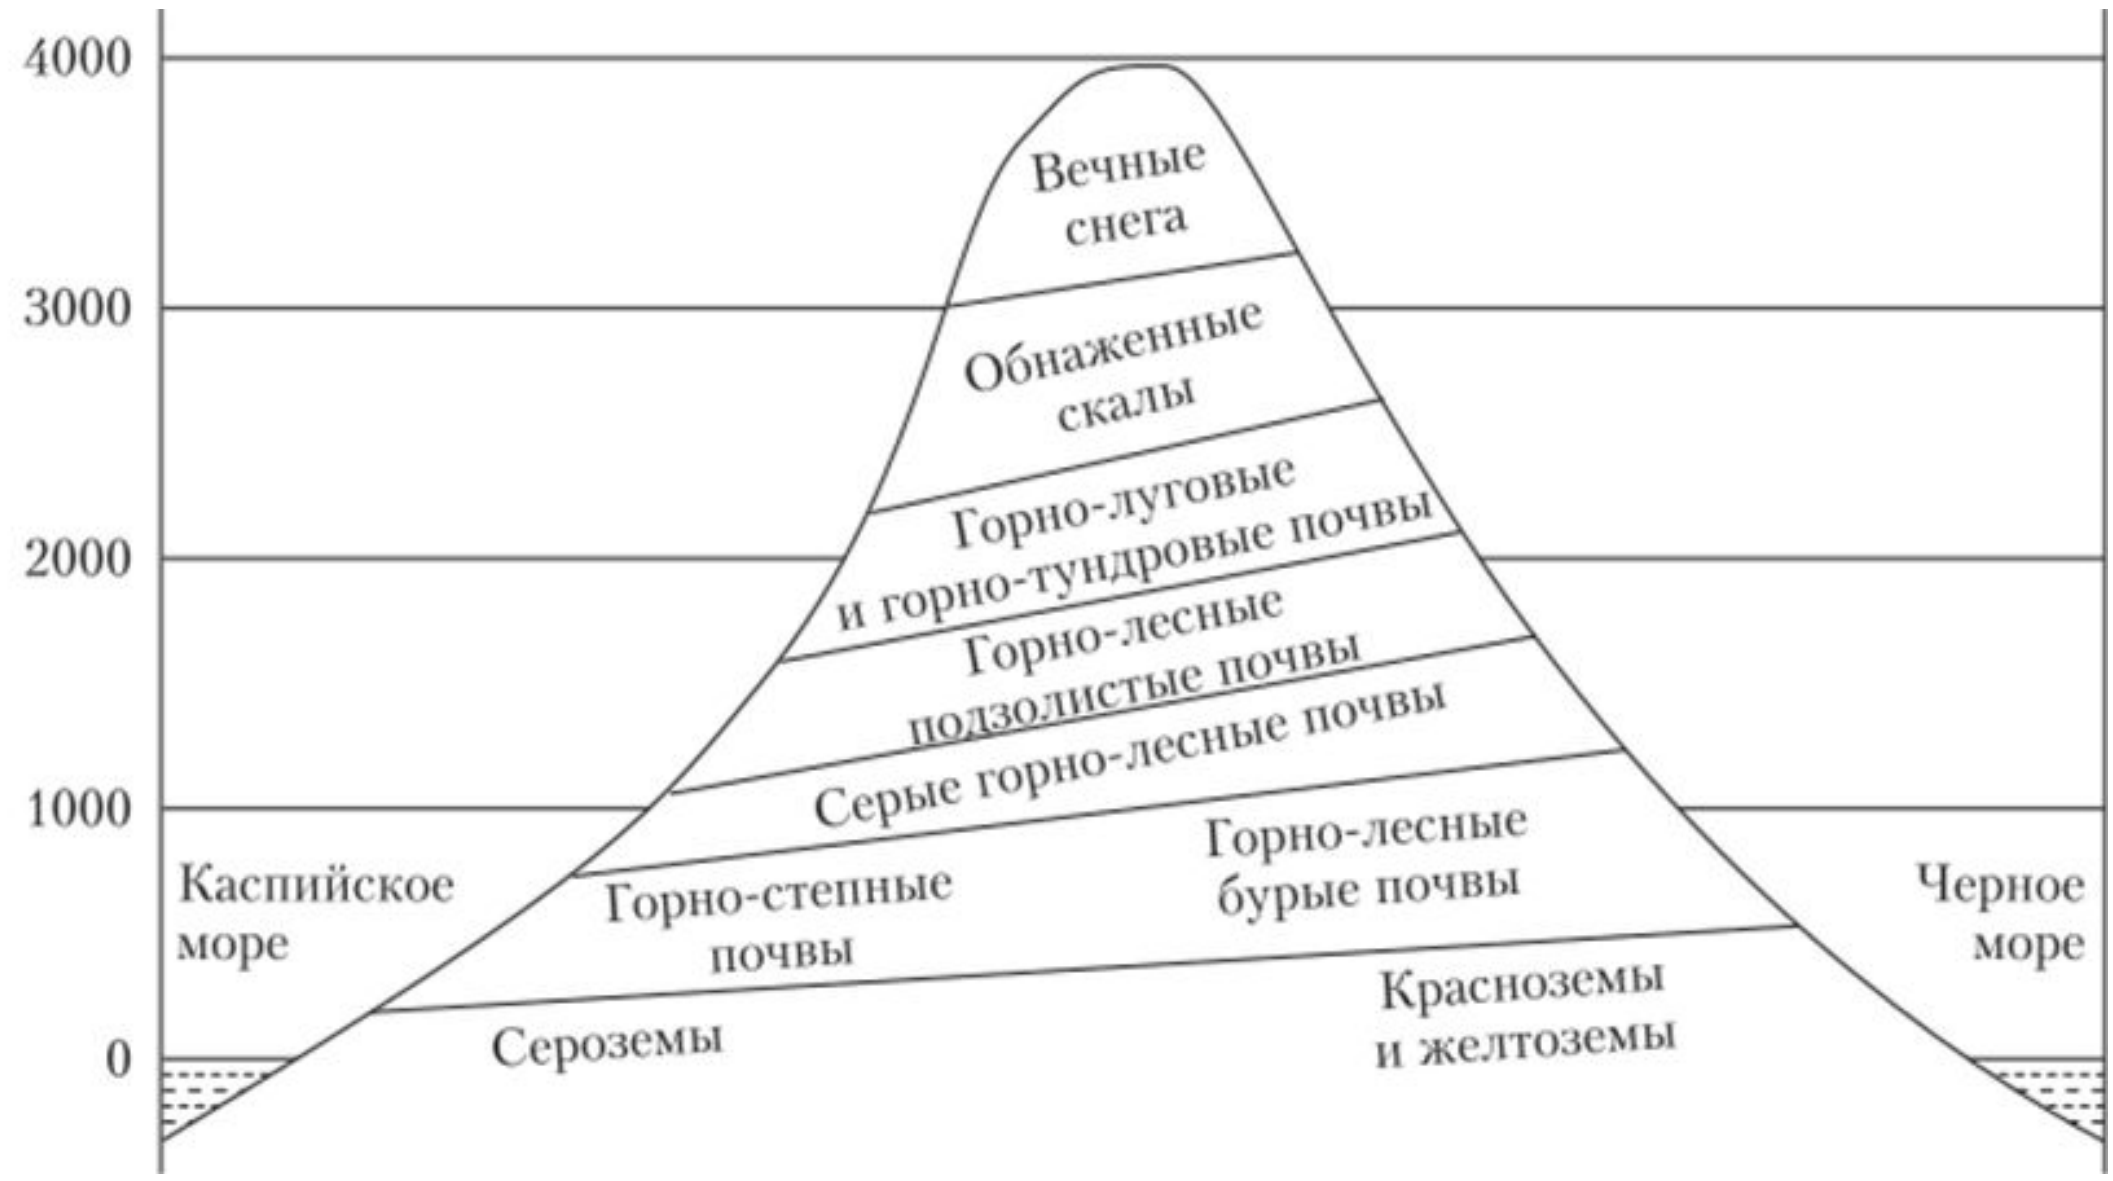 4000
3000
2000
1000
0
Вечные
снега
Обнаженные
скалы
Горно-луговые
и горно-тундровые почвы
Горно-лесные
подзолистые почвы
Серые горно-лесные почвы
Горно-степные
почвы
Горно-лесные
бурые почвы
Сероземы
Красноземы
и желтоземы
Каспийское
море
Черное
море